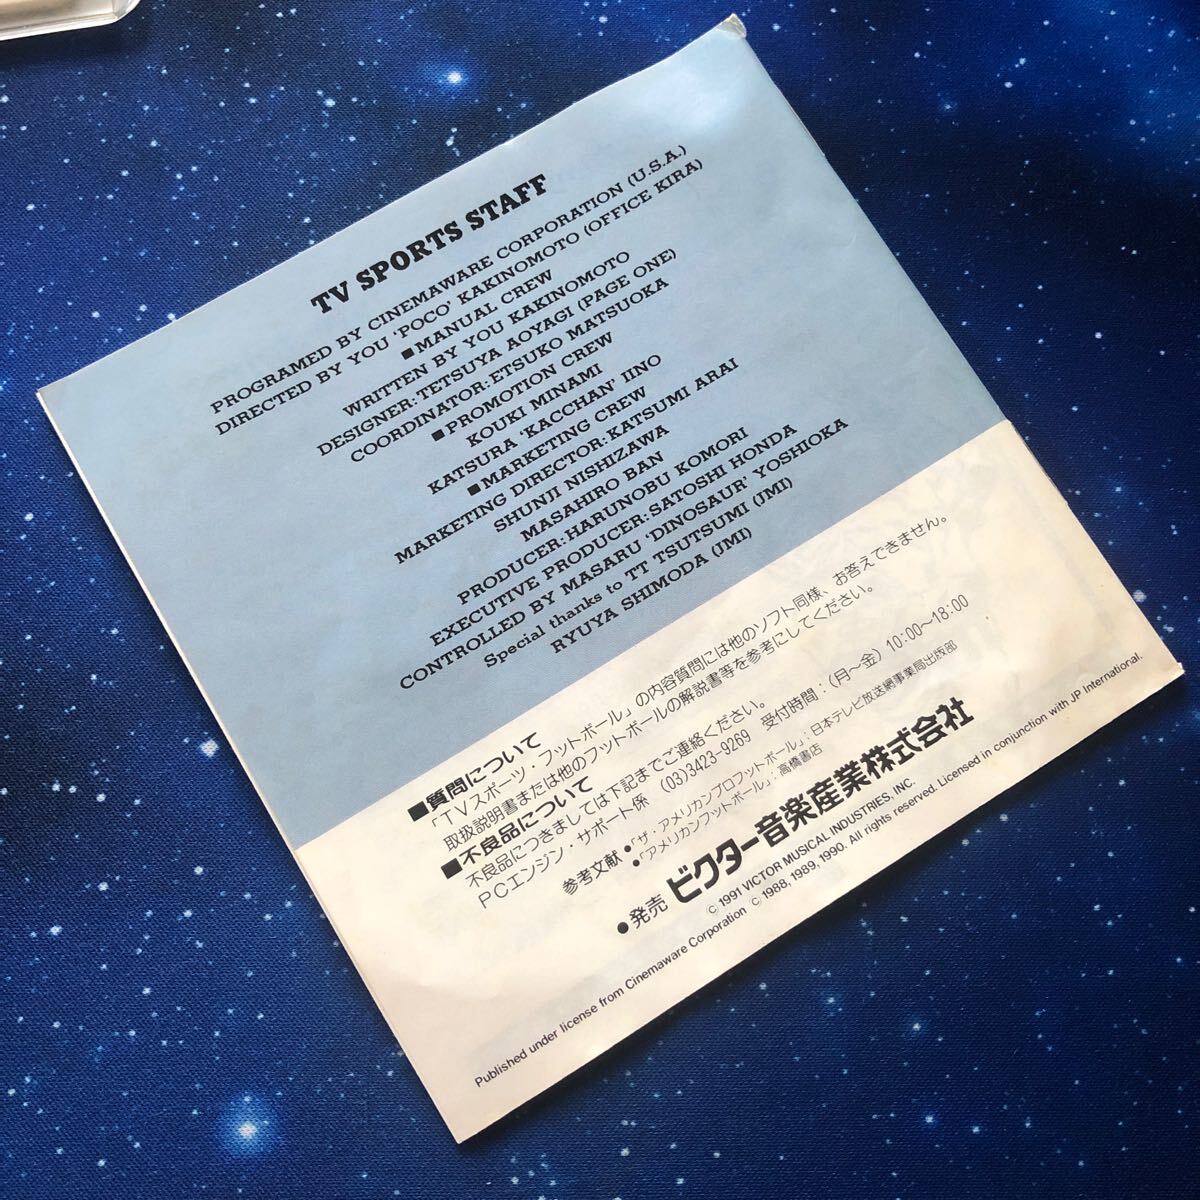 TV SPORTS STAFF
PROGRAMED BY CINEMAWARE CORPORATION (U.S.A.)
DIRECTED BY YOU ‘POCO’ KAKINOMOTO (OFFICE KIRA)
■MANUAL CREW
WRITTEN BY YOU KAKINOMOTO
DESIGNER:TETSUYA AOYAGI (PAGE ONE)
COORDINATOR:ETSUKO MATSUOKA
■PROMOTION CREW
KOUKI MINAMI
KATSURA ‘KACCHAN’ IINO
■MARKETING CREW
MARKETING DIRECTOR:KATSUMI ARAI
SHUNJI NISHIZAWA
MASAHIRO BAN
PRODUCER:HARUNOBU KOMORI
EXECUTIVE PRODUCER:SATOSHI HONDA
CONTROLLED BY MASARU ‘DINOSAUR’ YOSHIOKA
Special thanks to TT TSUTSUMI (JMI)
RYUYA SHIMODA (JMI)
■質問について
「TVスポーツ・フットボール」の内容質問には他のソフト同様、お答えできません。
取扱説明書または他のフットボールの解説書等を参考にしてください。
■不良品について
不良品につきましては下記までご連絡ください。
PCエンジン・サポート係 (03)3423-9269 受付時間：(月〜金) 10:00〜18:00
参考文献・「ザ・アメリカンプロフットボール」：日本テレビ放送網事業局出版部
・「アメリカンフットボール」：高橋書店
●発売 ビクター音楽産業株式会社
© 1991 VICTOR MUSICAL INDUSTRIES, INC.
Published under license from Cinemaware Corporation © 1988, 1989, 1990. All rights reserved. Licensed in conjunction with JP International.